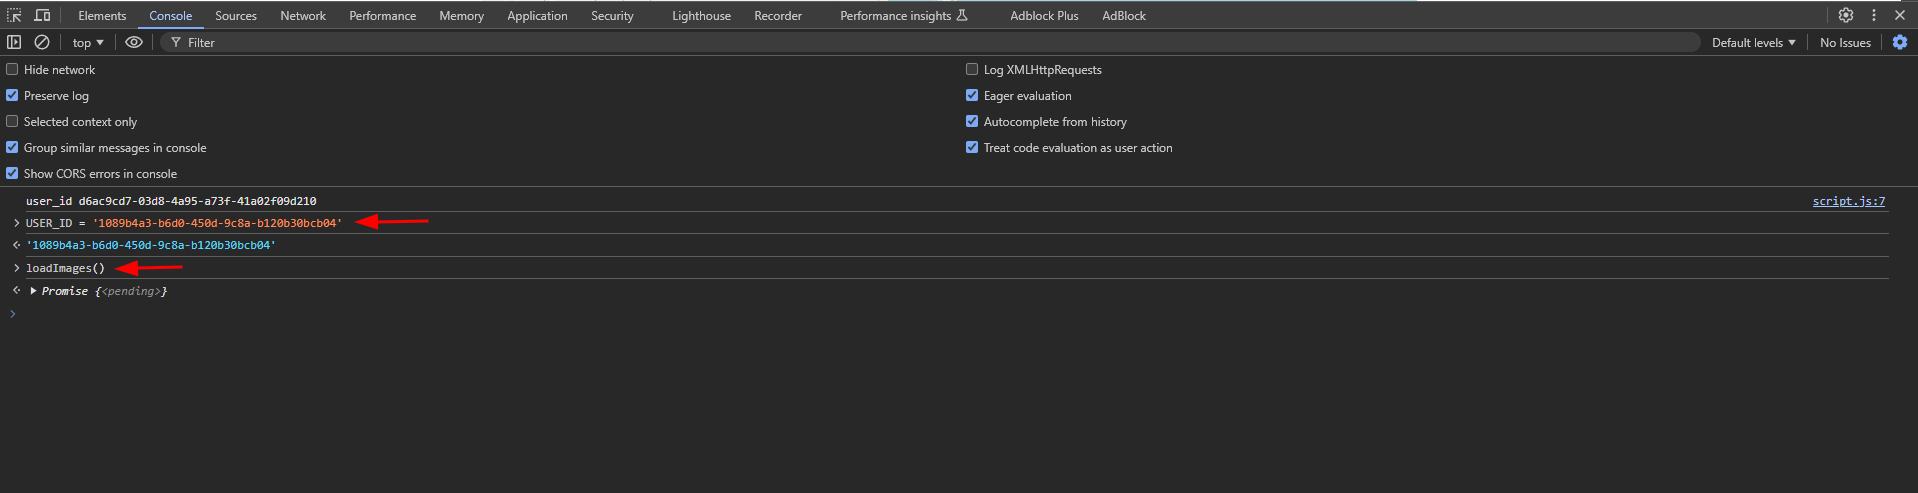 Elements Console Sources Network Performance Memory Application Security Lighthouse Recorder Performance insights Adblock Plus AdBlock
top Filter Default levels No Issues
Hide network Log XMLHttpRequests
Preserve log Eager evaluation
Selected context only Autocomplete from history
Group similar messages in console Treat code evaluation as user action
Show CORS errors in console
user_id d6ac9cd7-03d8-4a95-a73f-41a02f09d210 script.js:7
USER_ID = '1089b4a3-b6d0-450d-9c8a-b120b30bcb04'
'1089b4a3-b6d0-450d-9c8a-b120b30bcb04'
loadImages()
Promise {<pending>}